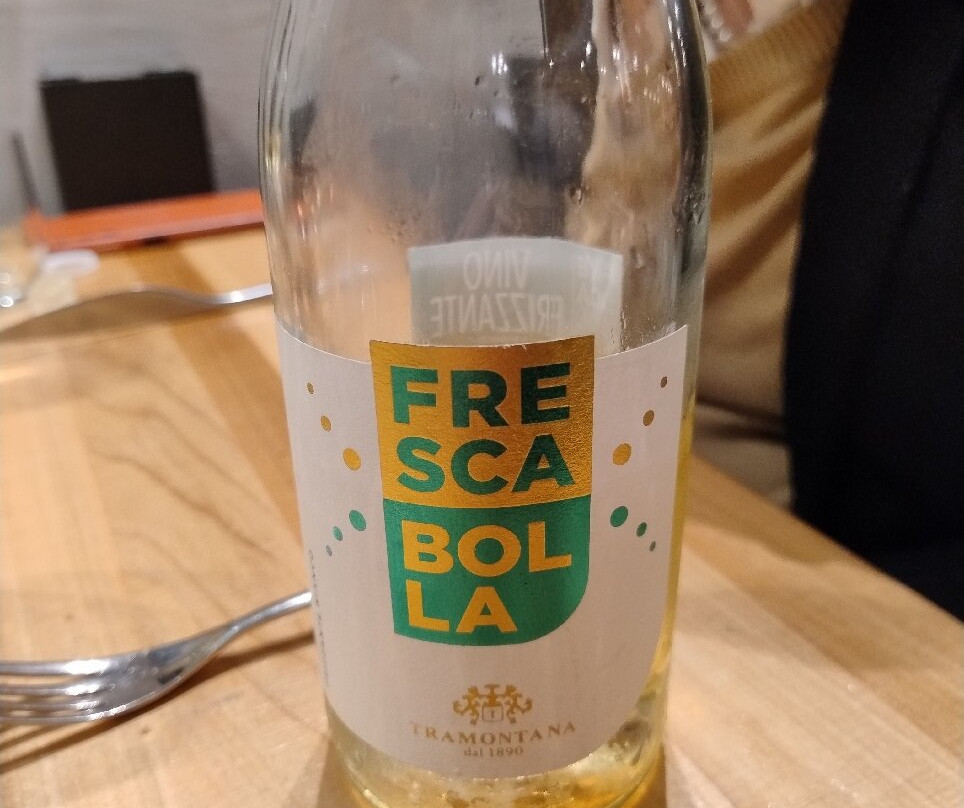 VINO
FRIZZANTE
FRE
SCA
BOL
LA
TRAMONTANA
dal 1890